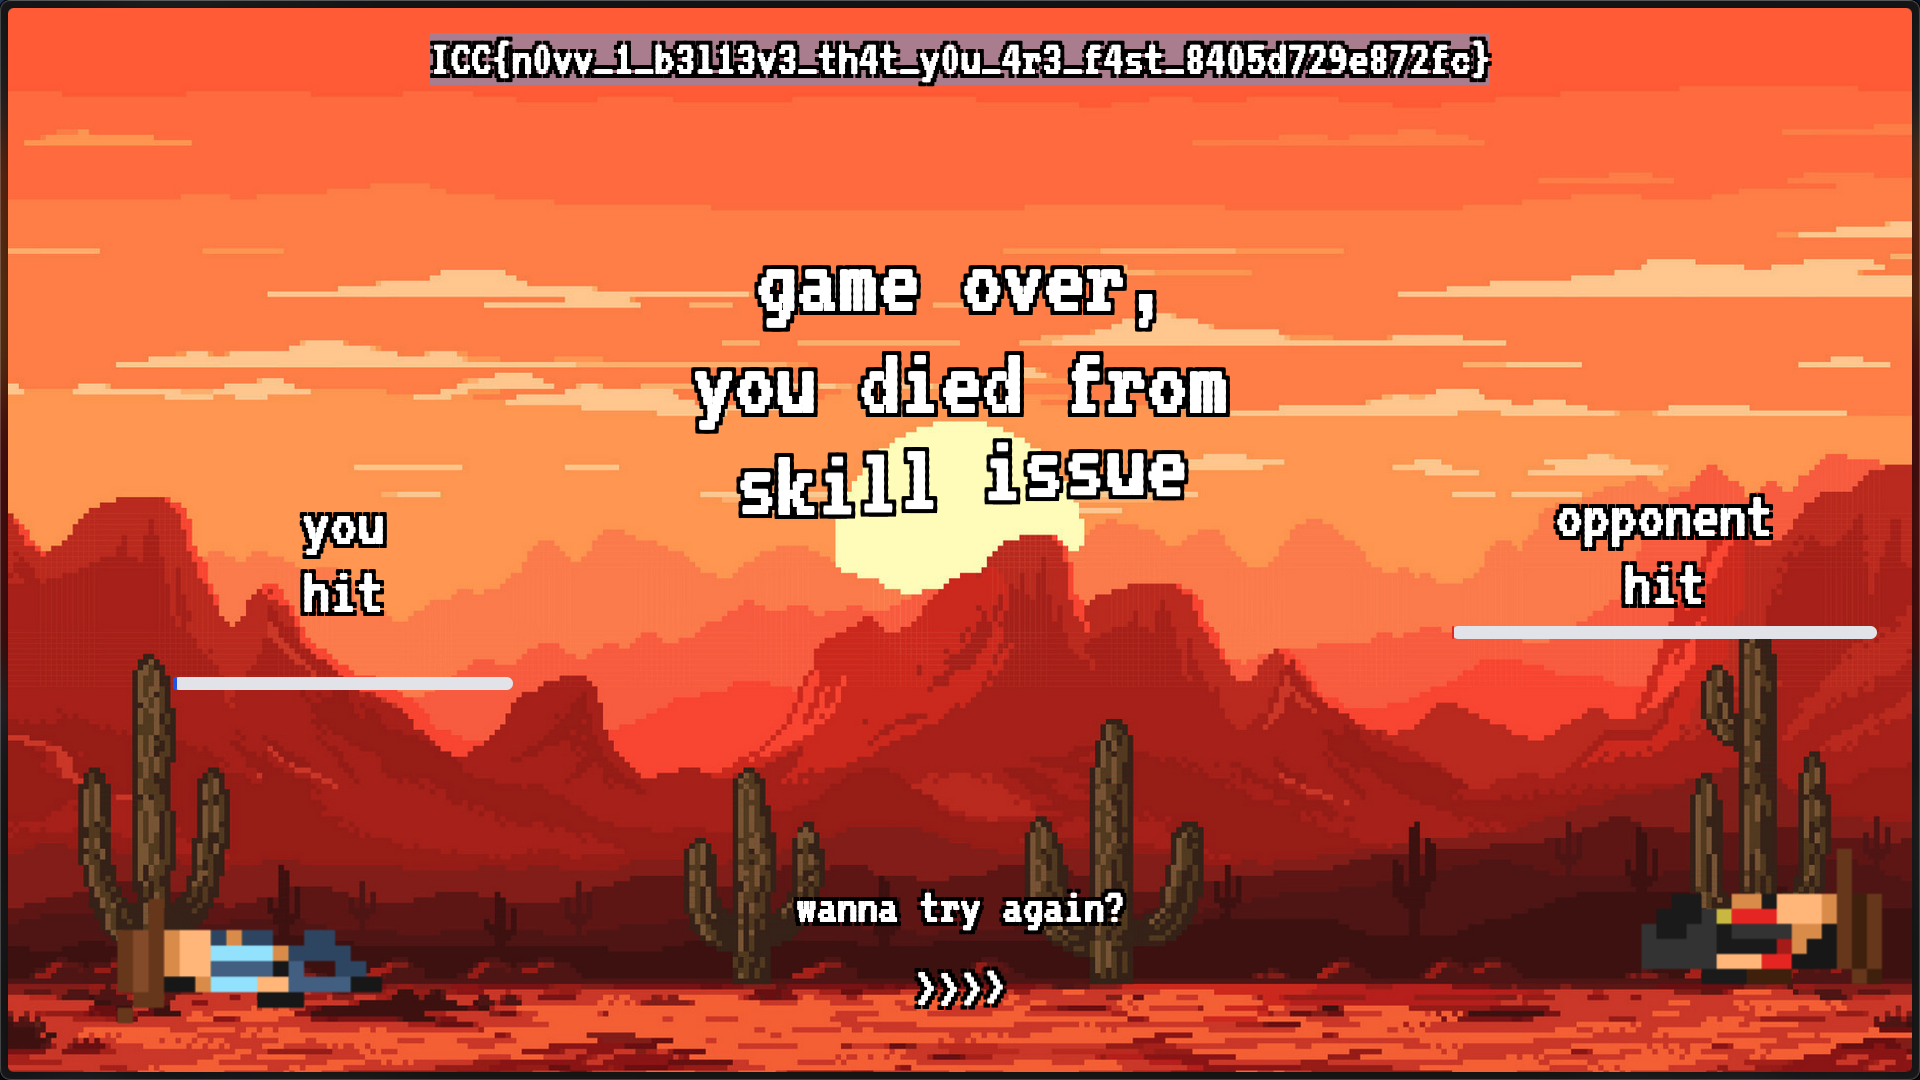 ICC{n0vv_1_b3l13v3_th4t_y0u_4r3_f4st_8405d729e872fc}
game over,
you died from
skill issue
you
hit
opponent
hit
wanna try again?
❯❯❯❯